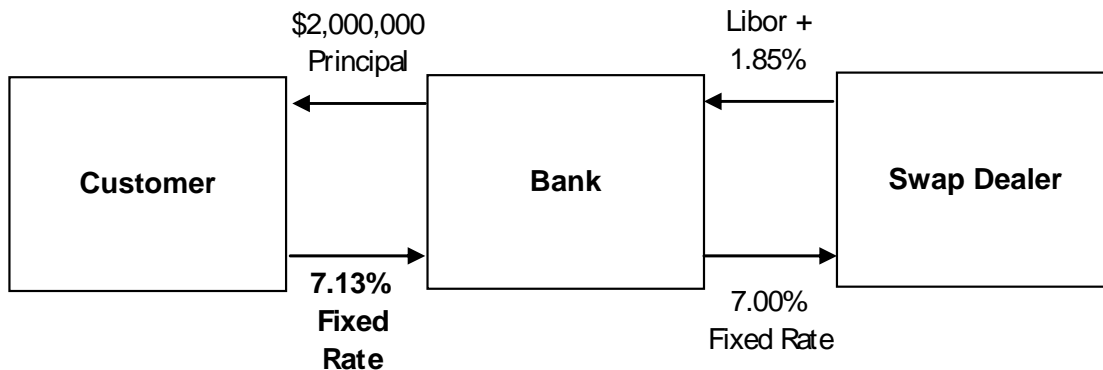 $2,000,000
Principal
Libor +
1.85%
Customer
Bank
Swap Dealer
7.13%
Fixed
Rate
7.00%
Fixed Rate